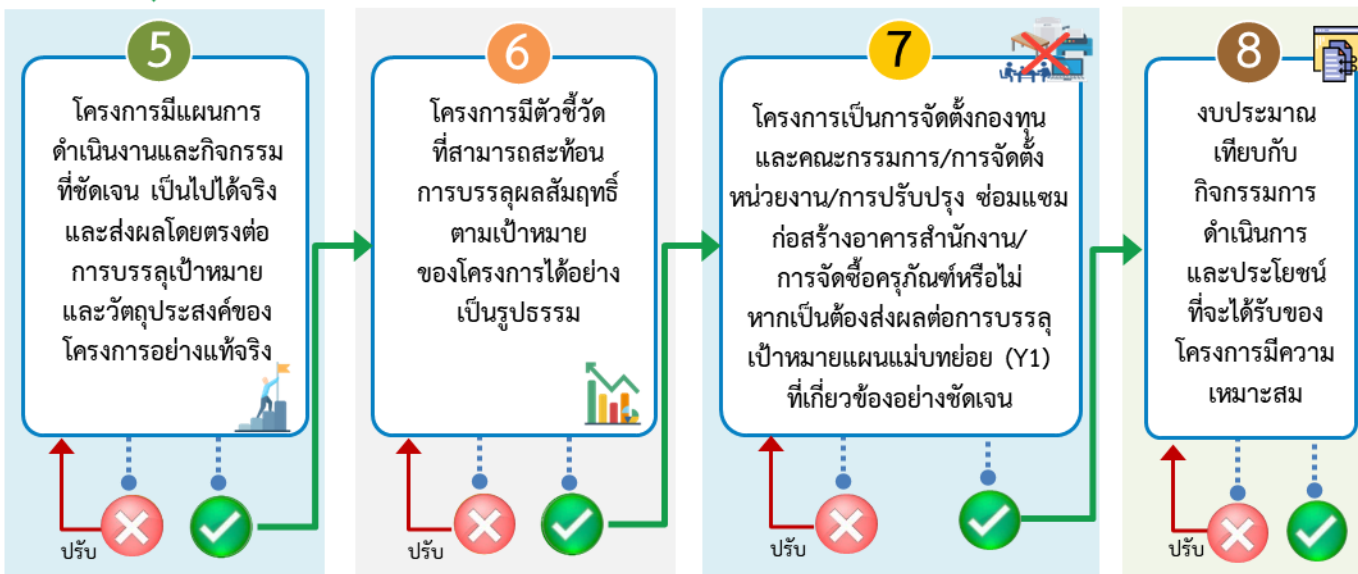 5
โครงการมีแผนการ
ดำเนินงานและกิจกรรม
ที่ชัดเจน เป็นไปได้จริง
และส่งผลโดยตรงต่อ
การบรรลุเป้าหมาย
และวัตถุประสงค์ของ
โครงการอย่างแท้จริง
ปรับ
6
โครงการมีตัวชี้วัด
ที่สามารถสะท้อน
การบรรลุผลสัมฤทธิ์
ตามเป้าหมาย
ของโครงการได้อย่าง
เป็นรูปธรรม
ปรับ
7
โครงการเป็นการจัดตั้งกองทุน
และคณะกรรมการ/การจัดตั้ง
หน่วยงาน/การปรับปรุง ซ่อมแซม
ก่อสร้างอาคารสำนักงาน/
การจัดซื้อครุภัณฑ์หรือไม่
หากเป็นต้องส่งผลต่อการบรรลุ
เป้าหมายแผนแม่บทย่อย (Y1)
ที่เกี่ยวข้องอย่างชัดเจน
ปรับ
8
งบประมาณ
เทียบกับ
กิจกรรมการ
ดำเนินการ
และประโยชน์
ที่จะได้รับของ
โครงการมีความ
เหมาะสม
ปรับ